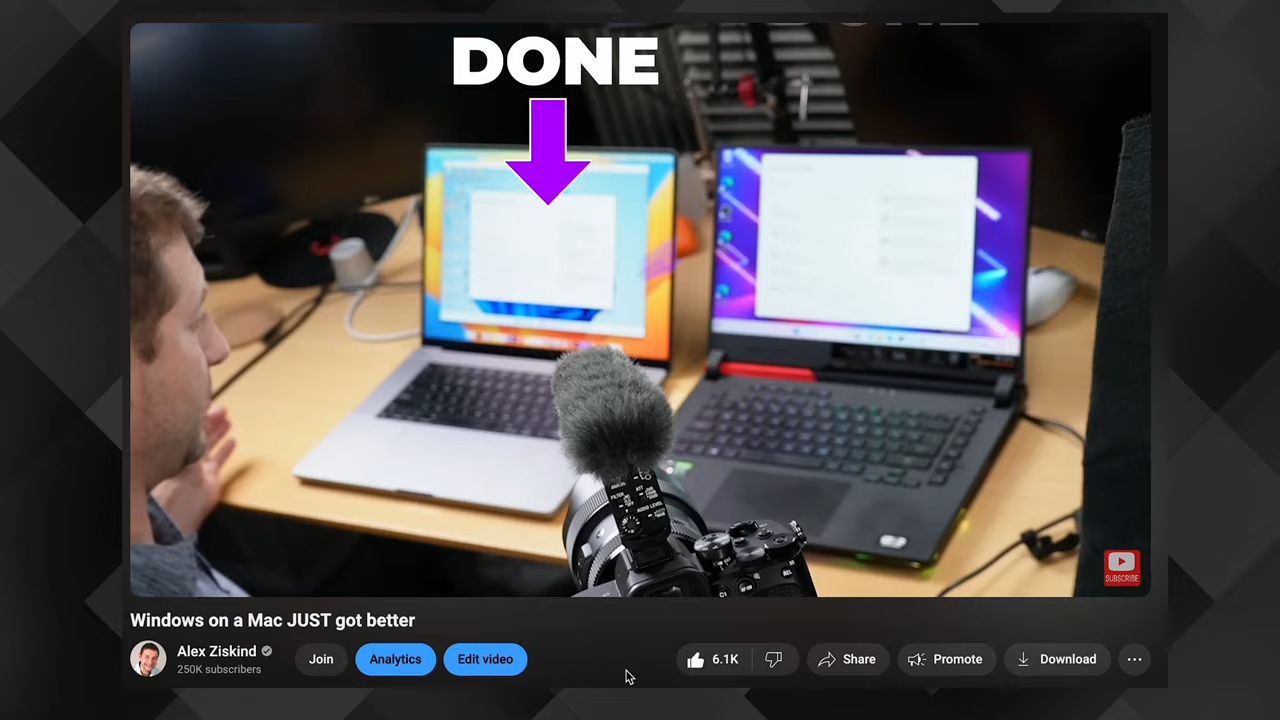 DONE
SUBSCRIBE
Windows on a Mac JUST got better
Alex Ziskind
250K subscribers
Join
Analytics
Edit video
6.1K
Share
Promote
Download